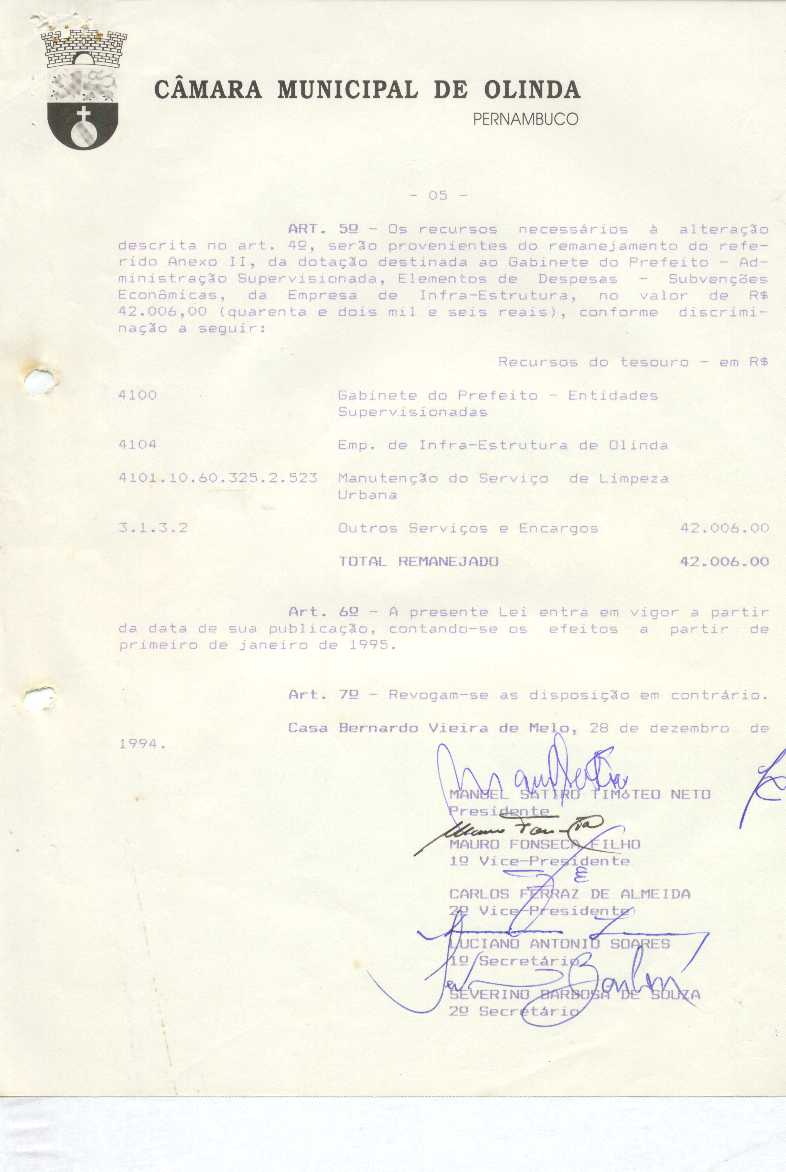 CÂMARA MUNICIPAL DE OLINDA
PERNAMBUCO
- 05 -
ART. 5º - Os recursos necessários à alteração
descrita no art. 4º, serão provenientes do remanejamento do refe-
rido Anexo II, da dotação destinada ao Gabinete do Prefeito - Ad-
ministração Supervisionada, Elementos de Despesas - Subvenções
Econômicas, da Empresa de Infra-Estrutura, no valor de R$
42.006,00 (quarenta e dois mil e seis reais), conforme discrimi-
nação a seguir:
Recursos do tesouro - em R$
4100 Gabinete do Prefeito - Entidades
Supervisionadas
4104 Emp. de Infra-Estrutura de Olinda
4101.10.60.325.2.523 Manutenção do Serviço de Limpeza
Urbana
3.1.3.2 Outros Serviços e Encargos 42.006.00
TOTAL REMANEJADO 42.006.00
Art. 6º - A presente Lei entra em vigor a partir
da data de sua publicação, contando-se os efeitos a partir de
primeiro de janeiro de 1995.
Art. 7º - Revogam-se as disposição em contrário.
Casa Bernardo Vieira de Melo, 28 de dezembro de
1994.
MANOEL SÁTIRO TIMóTEO NETO
Presidente
MAURO FONSECA FILHO
1º Vice-Presidente
CARLOS FERRAZ DE ALMEIDA
2º Vice-Presidente
LUCIANO ANTONIO SOARES
1º Secretário
SEVERINO BARBOSA DE SOUZA
2º Secretário